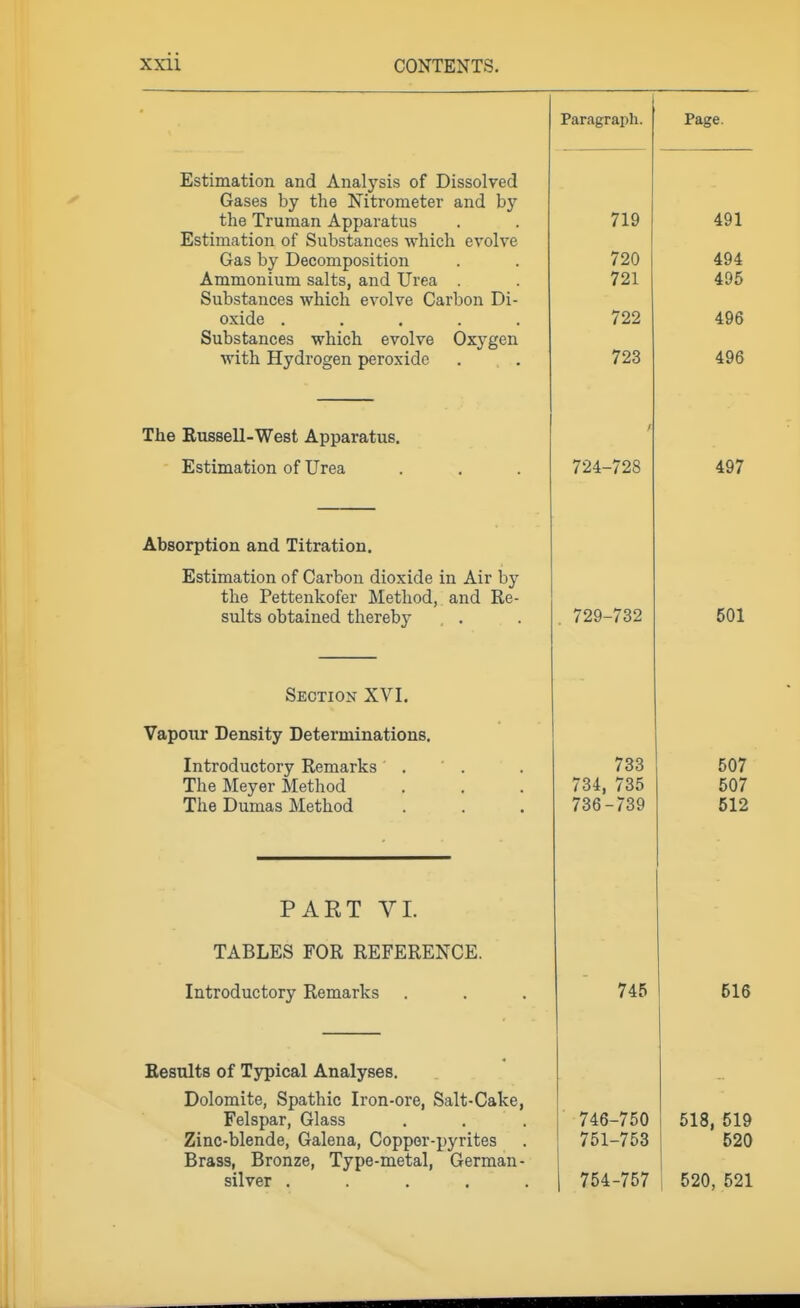 xxii CONTENTS.
Paragraph. Page.
Estimation and Analysis of Dissolved
Gases by the Nitrometer and by
the Truman Apparatus . . 719 491
Estimation of Substances which evolve
Gas by Decomposition . . 720 494
Ammonium salts, and Urea . . 721 495
Substances which evolve Carbon Di-
oxide . . . . . 722 496
Substances which evolve Oxygen
with Hydrogen peroxide . . . 723 496
The Russell-West Apparatus.
Estimation of Urea . . . 724-728 497
Absorption and Titration.
Estimation of Carbon dioxide in Air by
the Pettenkofer Method, and Re-
sults obtained thereby . . . 729-732 501
SECTION XVI.
Vapour Density Determinations.
Introductory Remarks . . . 733 507
The Meyer Method . . . 734, 735 507
The Dumas Method . . . 736-739 512
PART VI.
TABLES FOR REFERENCE.
Introductory Remarks . . . 745 516
Results of Typical Analyses.
Dolomite, Spathic Iron-ore, Salt-Cake,
Felspar, Glass . . . 746-750 518, 519
Zinc-blende, Galena, Copper-pyrites . 751-753 520
Brass, Bronze, Type-metal, German-
silver . . . . . 754-757 520, 521